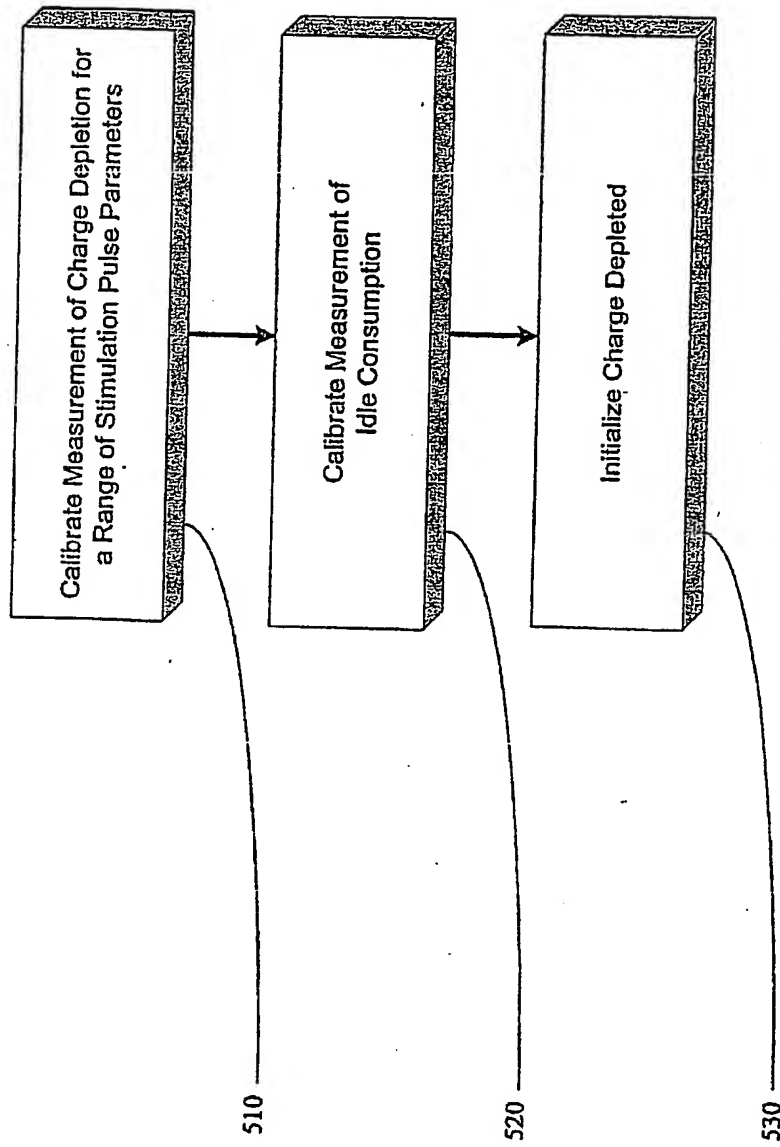 Calibrate Measurement of Charge Depletion for
a Range of Stimulation Pulse Parameters
510
Calibrate Measurement of
Idle Consumption
520
Initialize Charge Depleted
530